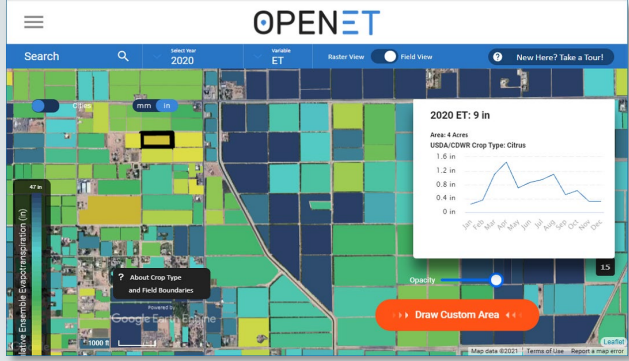 OPENET
Search
Select Year
2020
Variable
ET
Raster View
Field View
? New Here? Take a Tour!
Cities
mm in
2020 ET: 9 in
Area: 4 Acres
USDA/CDWR Crop Type: Citrus
1.6 in
1.2 in
0.8 in
0.4 in
0 in
Jan Feb Mar Apr May Jun Jul Aug Sep Oct Nov Dec
47 in
lative Ensemble Evapotranspiration (in)
? About Crop Type
and Field Boundaries
Opacity
15
Powered by
Google Earth Engine
Draw Custom Area
1000 ft
Leaflet
Map data ©2021 Terms of Use Report a map error